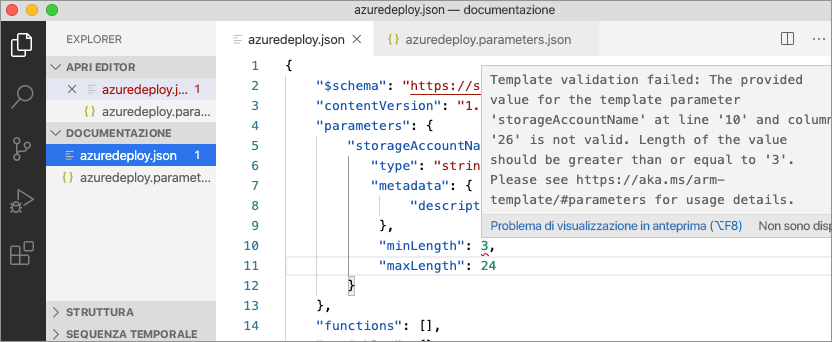 azuredeploy.json — documentazione
EXPLORER
APRI EDITOR
azuredeploy.j... 1
azuredeploy.para...
DOCUMENTAZIONE
azuredeploy.json 1
azuredeploy.paramet...
STRUTTURA
SEQUENZA TEMPORALE
azuredeploy.json
azuredeploy.parameters.json
1 {
2 "$schema": "https://s
3 "contentVersion": "1.
4 "parameters": {
5 "storageAccountNa
6 "type": "strin
7 "metadata": {
8 "descript
9 },
10 "minLength": 3,
11 "maxLength": 24
12 }
13 },
14 "functions": [],
Template validation failed: The provided
value for the template parameter
'storageAccountName' at line '10' and column
'26' is not valid. Length of the value
should be greater than or equal to '3'.
Please see https://aka.ms/arm-
template/#parameters for usage details.
Problema di visualizzazione in anteprima (⌥F8) Non sono disp